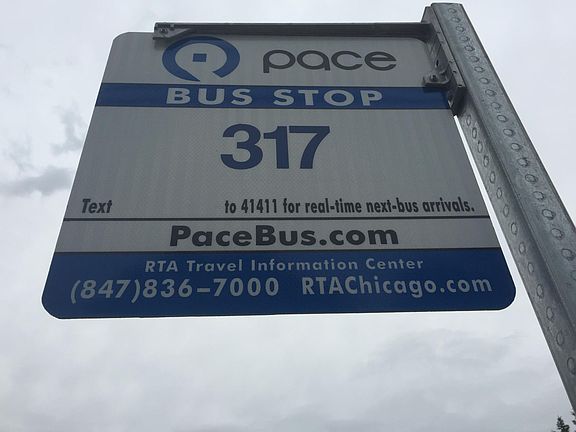 pace
BUS STOP
317
Text to 41411 for real-time next-bus arrivals.
PaceBus.com
RTA Travel Information Center
(847)836-7000 RTAChicago.com